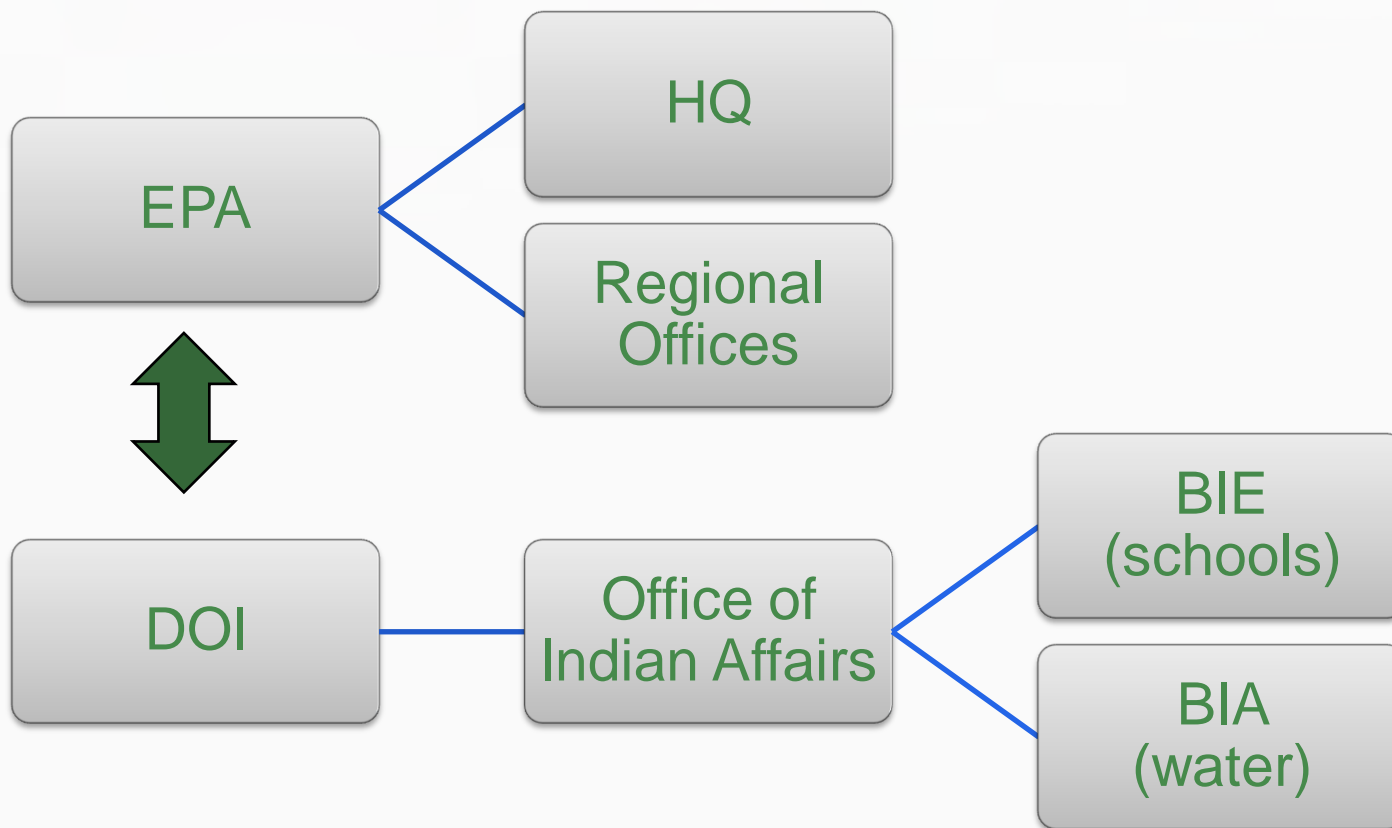 HQ
EPA
Regional
Offices
BIE
(schools)
DOI
Office of
Indian Affairs
BIA
(water)